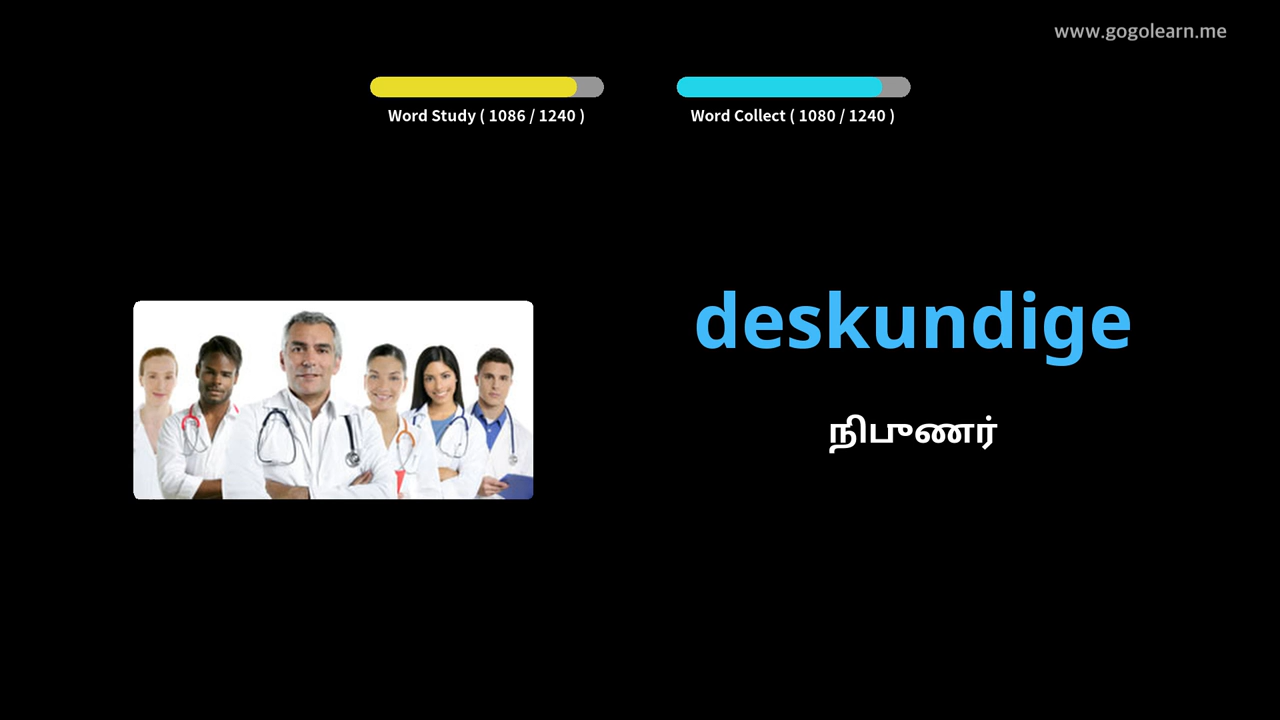 www.gogolearn.me
Word Study ( 1086 / 1240 )
Word Collect ( 1080 / 1240 )
deskundige
நிபுணர்